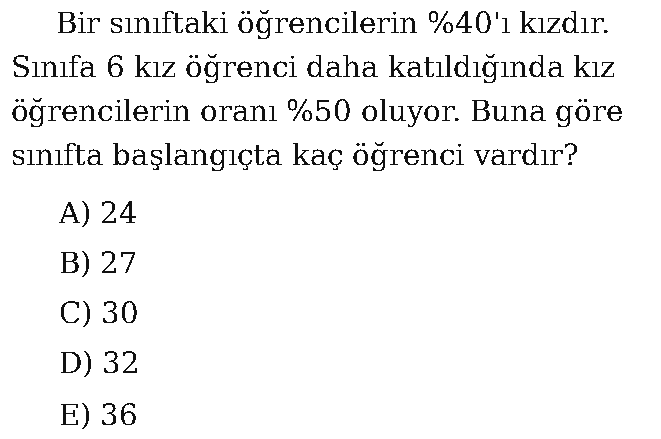 Bir sınıftaki öğrencilerin %40'ı kızdır.
Sınıfa 6 kız öğrenci daha katıldığında kız
öğrencilerin oranı %50 oluyor. Buna göre
sınıfta başlangıçta kaç öğrenci vardır?
A) 24
B) 27
C) 30
D) 32
E) 36